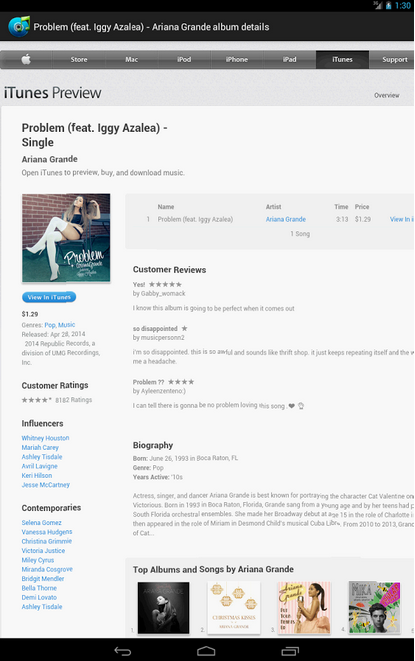 1:30
Problem (feat. Iggy Azalea) - Ariana Grande album details
Store Mac iPod iPhone iPad iTunes Support
iTunes Preview
Overview
Problem (feat. Iggy Azalea) -
Single
Ariana Grande
Open iTunes to preview, buy, and download music.
Problem
View in iTunes
$1.29
Genres: Pop, Music
Released: Apr 28, 2014
2014 Republic Records, a
division of UMG Recordings,
Inc.
Customer Ratings
8182 Ratings
Influencers
Whitney Houston
Mariah Carey
Ashley Tisdale
Avril Lavigne
Keri Hilson
Jesse McCartney
Contemporaries
Selena Gomez
Vanessa Hudgens
Christina Grimmie
Victoria Justice
Miley Cyrus
Miranda Cosgrove
Bridgit Mendler
Bella Thorne
Demi Lovato
Ashley Tisdale
Name Artist Time Price
1 Problem (feat. Iggy Azalea) Ariana Grande 3:13 $1.29 View In i
1 Song
Customer Reviews
Yes!
by Gabby_womack
I know this album is going to be perfect when it comes out
so disappointed
by musicpersonn2
i'm so disappointed. this is so awful and sounds like thrift shop. it just keeps repeating itself and the w
me a headache.
Problem ??
by Ayleenzenteno:)
I can tell there is gonna be no problem loving this song
Biography
Born: June 26, 1993 in Boca Raton, FL
Genre: Pop
Years Active: '10s
Actress, singer, and dancer Ariana Grande is best known for portraying the character Cat Valentine on
Victorious. Born in 1993 in Boca Raton, Florida, Grande sang from a young age and by her teens had p
South Florida orchestral ensembles. She made her Broadway debut at age 15 in the role of Charlotte i
then appeared in the role of Miriam in Desmond Child's musical Cuba Libre. From 2010 to 2013, Grand
of Cat...
Top Albums and Songs by Ariana Grande
1. 2. 3. 4. 5
CHRISTMAS KISSES
Ariana Grande
MIKA